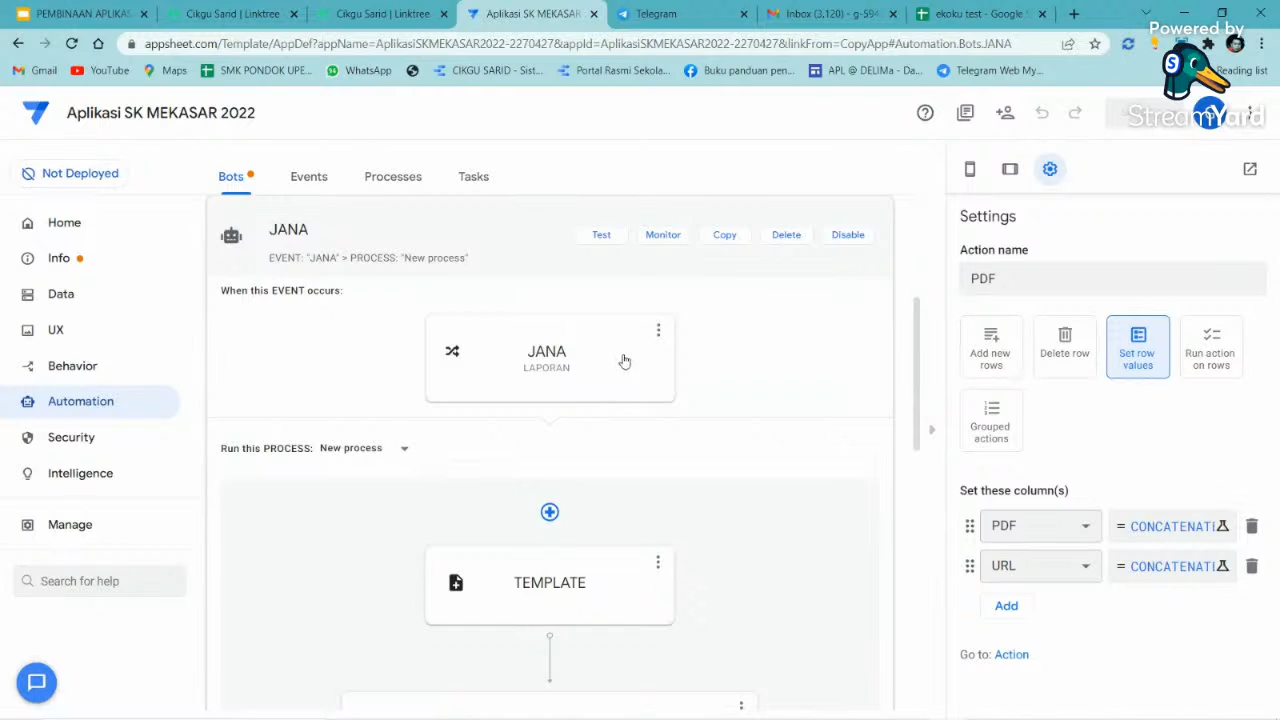 PEMBINAAN APLIKAS
Cikgu Sarid | Linktree
Cikgu Sarid | Linktree
Aplikasi SK MEKASAR
Telegram
Inbox (3,120) - g-594
ekoku test - Google S
Powered by
appsheet.com/Template/AppDef?appName=AplikasiSKMEKASAR2022-2270427&appId=AplikasiSKMEKASAR2022-2270427&linkFrom=CopyApp#Automation.Bots.JANA
Gmail
YouTube
Maps
SMK PONDOK UPE...
WhatsApp
CIKGU SARID - Sist...
Portal Rasmi Sekola...
Buku panduan pen...
APL @ DELIMa - Da...
Telegram Web My...
Reading list
StreamYard
Aplikasi SK MEKASAR 2022
Not Deployed
Bots
Events
Processes
Tasks
Home
Info
Data
UX
Behavior
Automation
Security
Intelligence
Manage
Search for help
JANA
Test
Monitor
Copy
Delete
Disable
EVENT: "JANA" > PROCESS: "New process"
When this EVENT occurs:
JANA
LAPORAN
Run this PROCESS: New process
TEMPLATE
Settings
Action name
PDF
Add new rows
Delete row
Set row values
Run action on rows
Grouped actions
Set these column(s)
PDF = CONCATENATI
URL = CONCATENATI
Add
Go to: Action